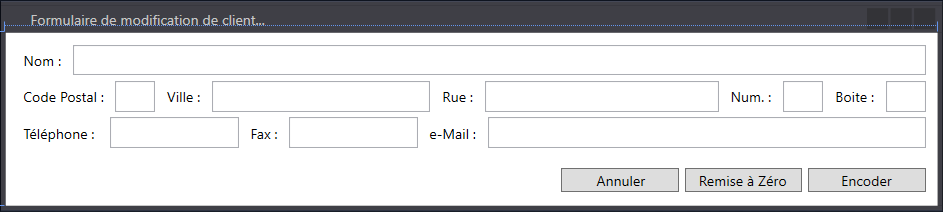 Formulaire de modification de client...
Nom :
Code Postal : Ville : Rue : Num. : Boite :
Téléphone : Fax : e-Mail :
Annuler Remise à Zéro Encoder